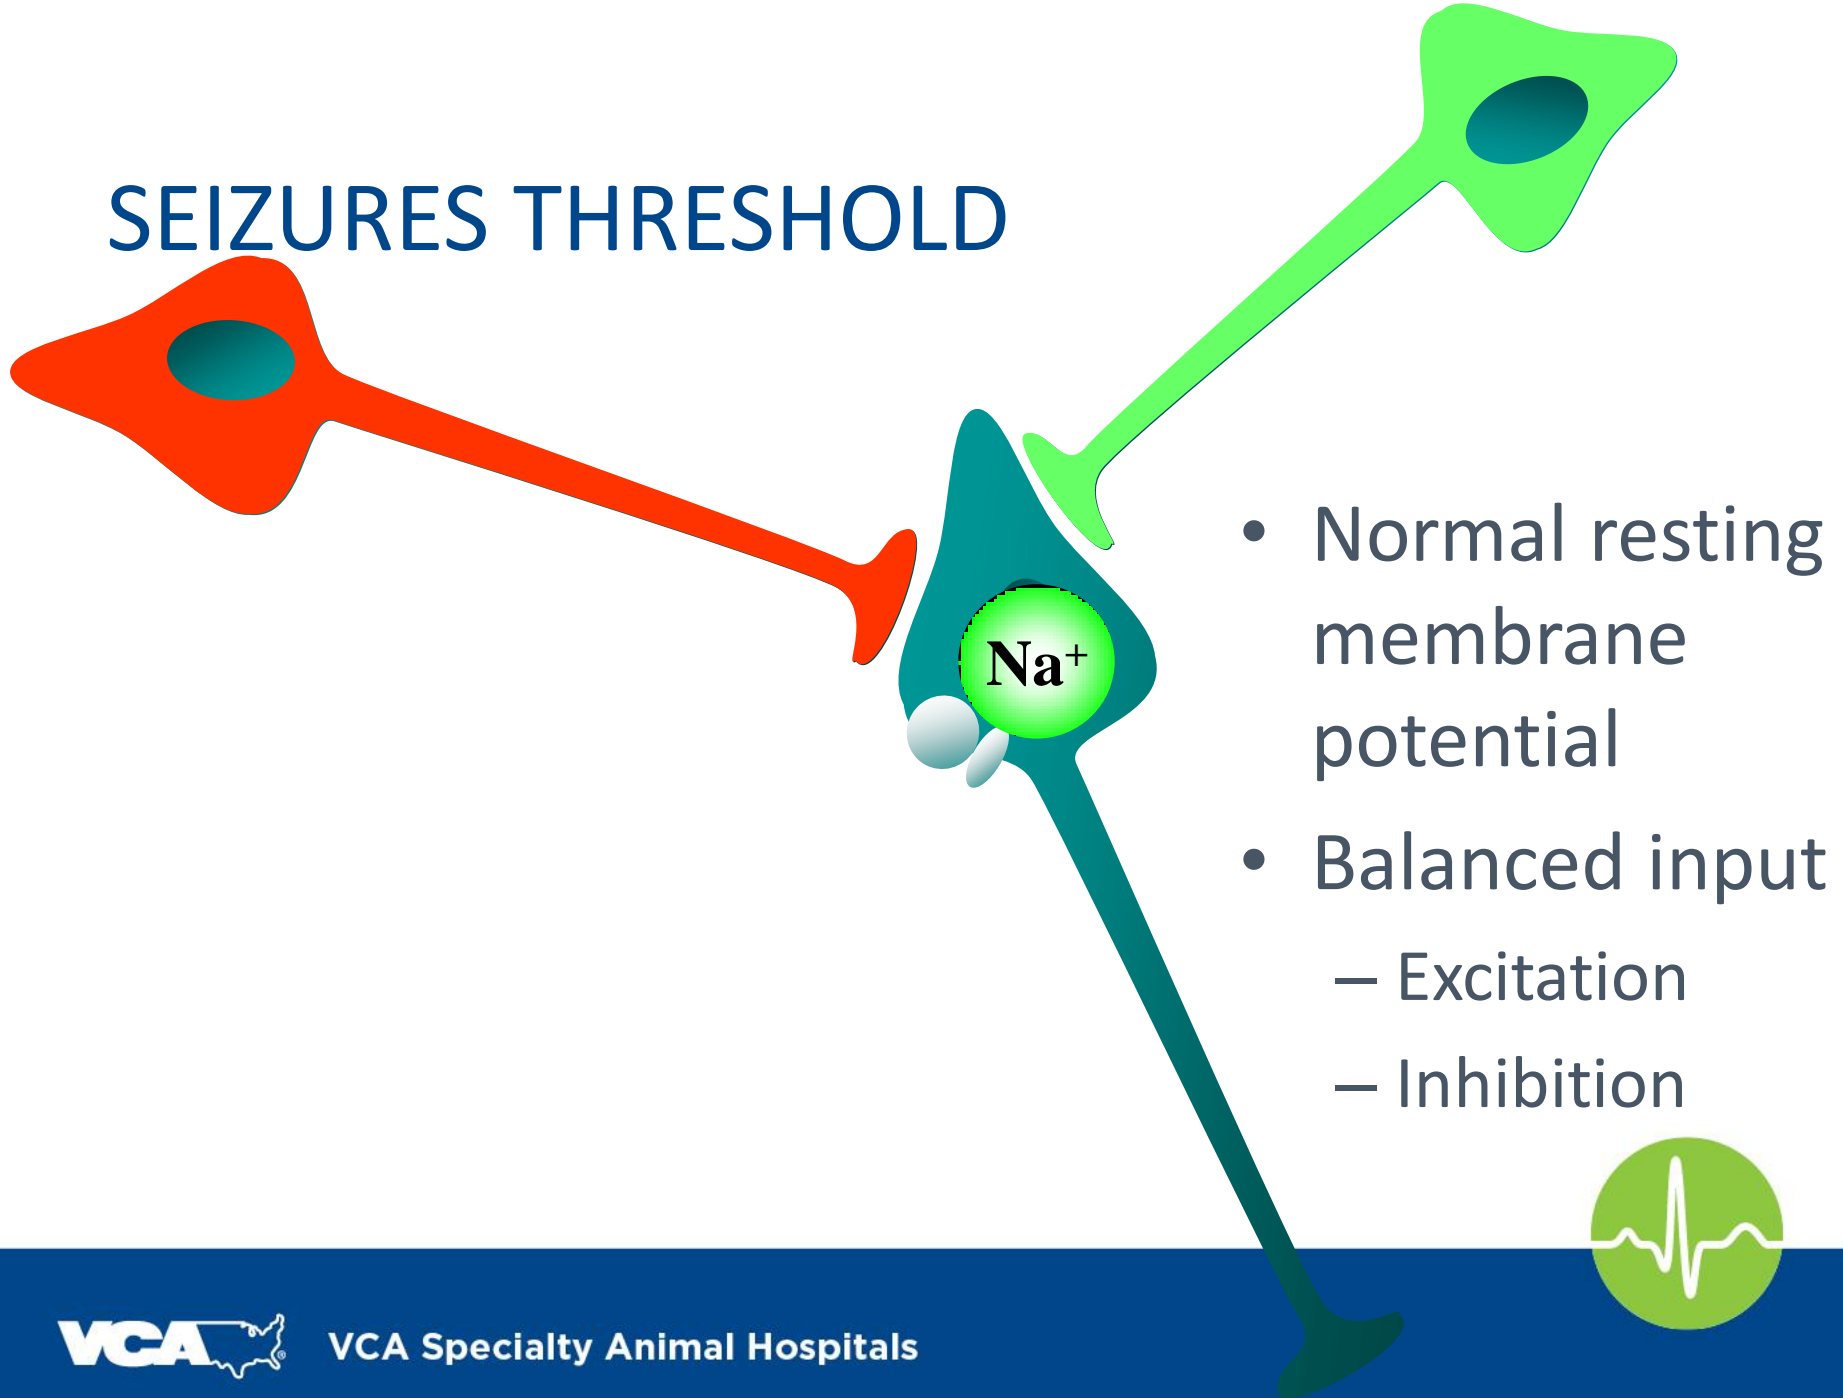 SEIZURES THRESHOLD
Na⁺
• Normal resting
membrane
potential
• Balanced input
– Excitation
– Inhibition
VCA
VCA Specialty Animal Hospitals